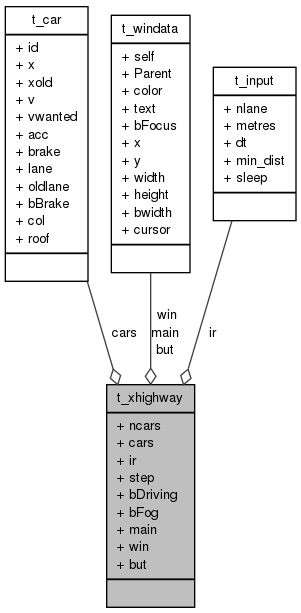 t_car
+ id
+ x
+ xold
+ v
+ vwanted
+ acc
+ brake
+ lane
+ oldlane
+ bBrake
+ col
+ roof
t_windata
+ self
+ Parent
+ color
+ text
+ bFocus
+ x
+ y
+ width
+ height
+ bwidth
+ cursor
t_input
+ nlane
+ metres
+ dt
+ min_dist
+ sleep
cars
win
main
but
ir
t_xhighway
+ ncars
+ cars
+ ir
+ step
+ bDriving
+ bFog
+ main
+ win
+ but